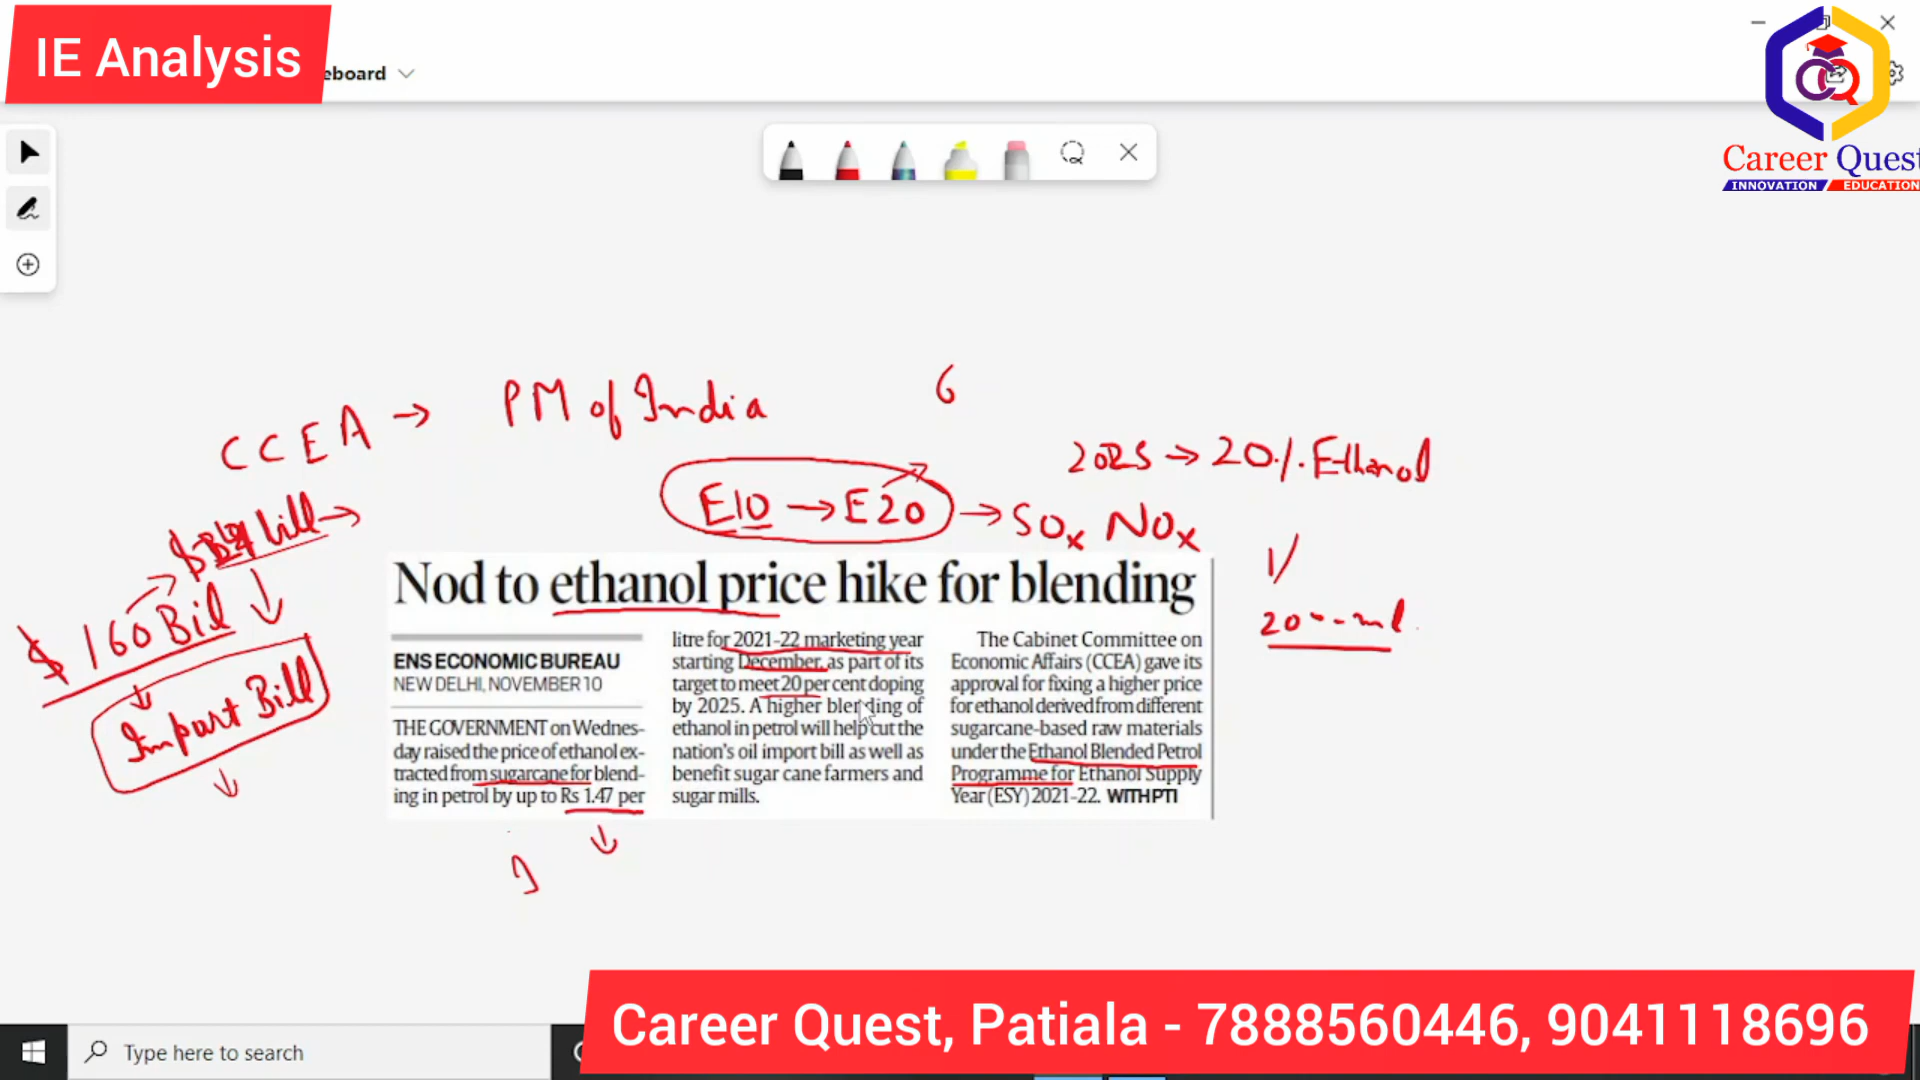 IE Analysis
eboard
Career Quest
INNOVATION EDUCATION
CCEA → PM of India
6
2025 → 20% Ethanol
E10 → E20 → SOx NOx
bill →
$ 160 Bil
Import Bill
1/
Nod to ethanol price hike for blending
ENS ECONOMIC BUREAU
NEW DELHI, NOVEMBER 10
THE GOVERNMENT on Wednes-
day raised the price of ethanol ex-
tracted from sugarcane for blend-
ing in petrol by up to Rs 1.47 per
litre for 2021-22 marketing year
starting December, as part of its
target to meet 20 per cent doping
by 2025. A higher blending of
ethanol in petrol will help cut the
nation's oil import bill as well as
benefit sugar cane farmers and
sugar mills.
The Cabinet Committee on
Economic Affairs (CCEA) gave its
approval for fixing a higher price
for ethanol derived from different
sugarcane-based raw materials
under the Ethanol Blended Petrol
Programme for Ethanol Supply
Year (ESY) 2021-22. WITH PTI
Career Quest, Patiala - 7888560446, 9041118696
Type here to search